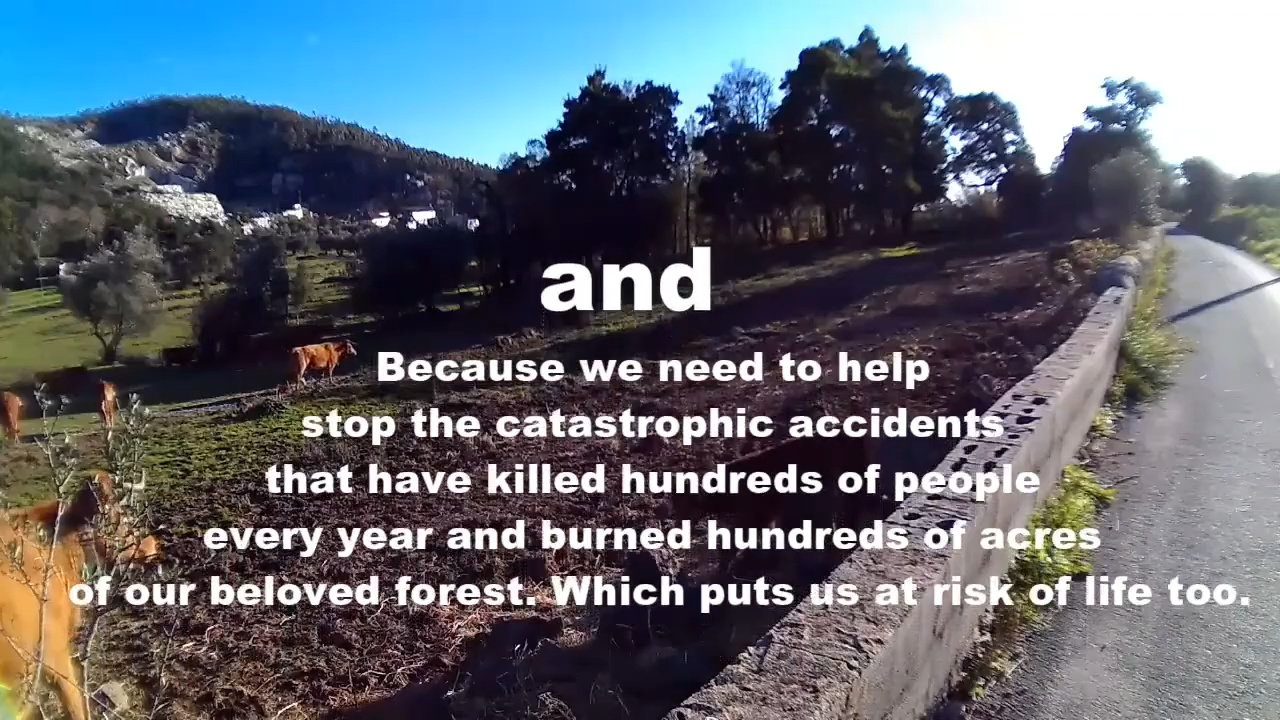 and
Because we need to help
stop the catastrophic accidents
that have killed hundreds of people
every year and burned hundreds of acres
of our beloved forest. Which puts us at risk of life too.